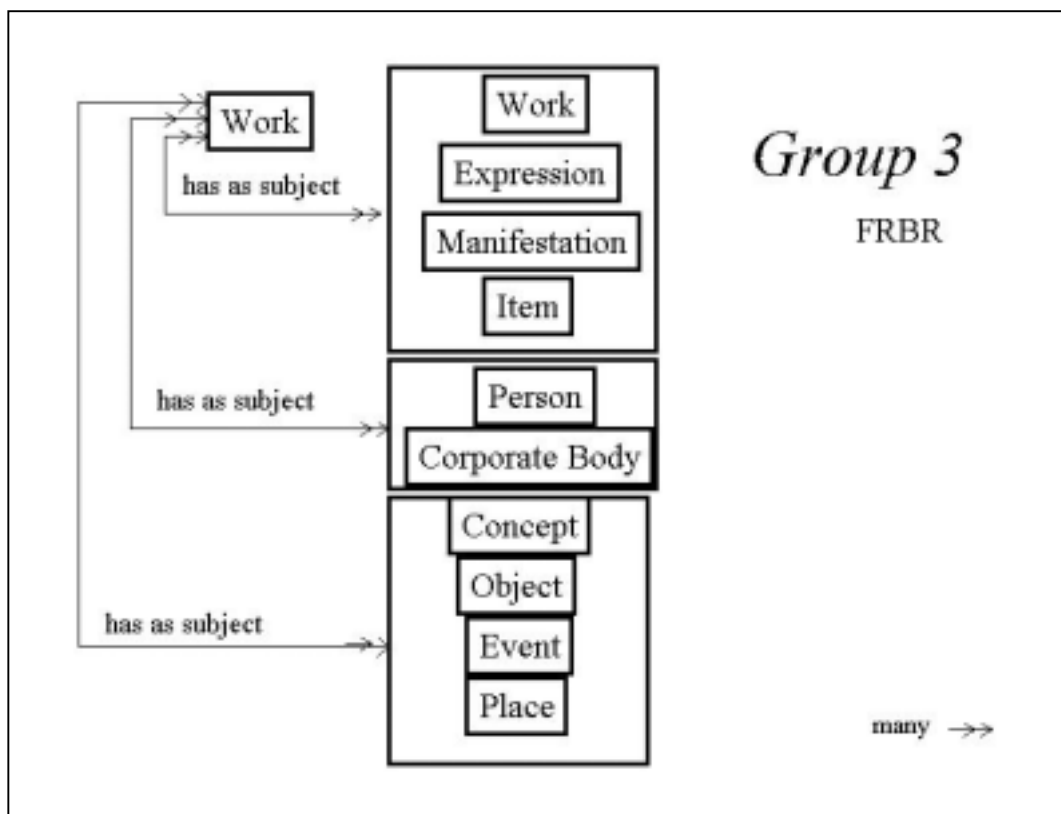 Work
has as subject
has as subject
has as subject
Work
Expression
Manifestation
Item
Person
Corporate Body
Concept
Object
Event
Place
Group 3
FRBR
many